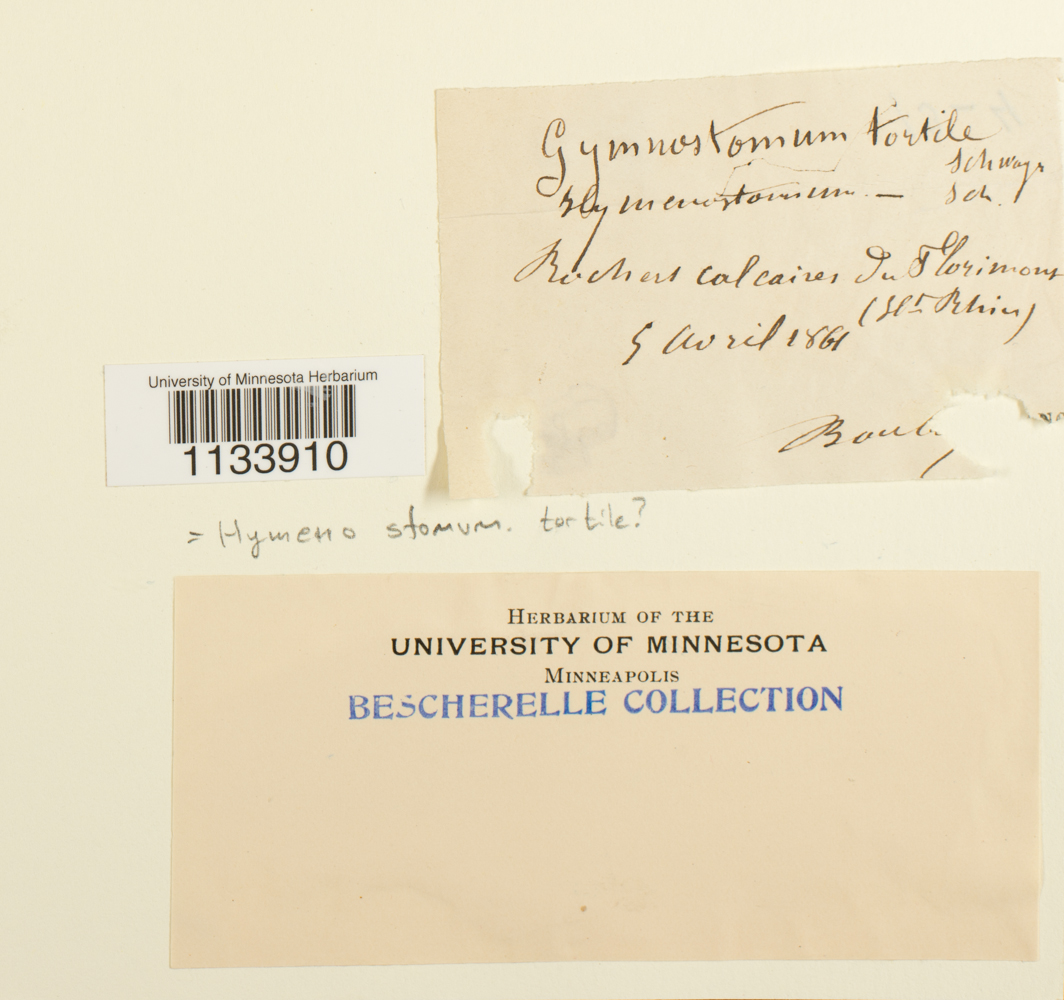 Gymnostomum tortile
Schwagr
Hymenostomum — Sch.
Rochers calcaires du Florimont
(Ht Rhin)
5 Avril 1861
University of Minnesota Herbarium
1133910
= Hymeno stomum. tortile?
HERBARIUM OF THE
UNIVERSITY OF MINNESOTA
MINNEAPOLIS
BESCHERELLE COLLECTION